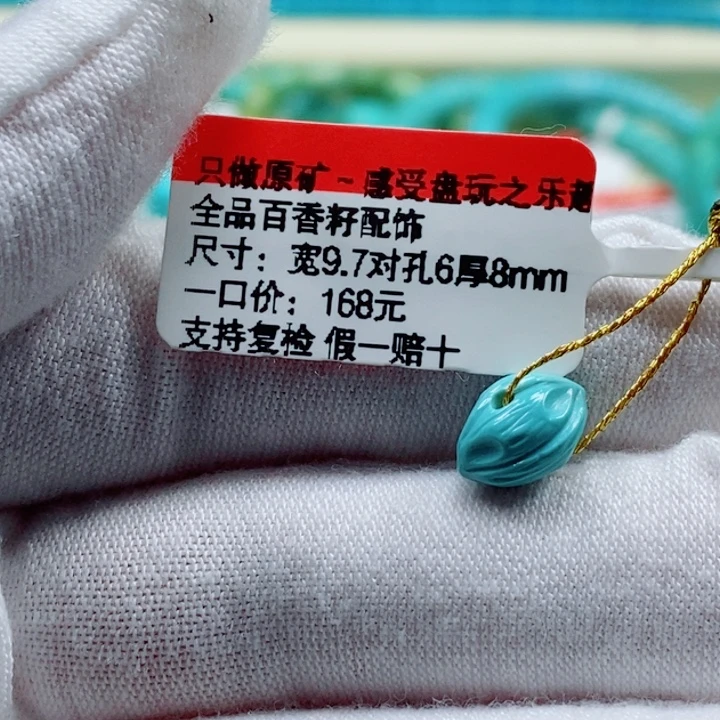 只做原矿~感受盘玩之乐趣
全品百香籽配饰
尺寸：宽9.7对孔6厚8mm
一口价：168元
支持复检 假一赔十